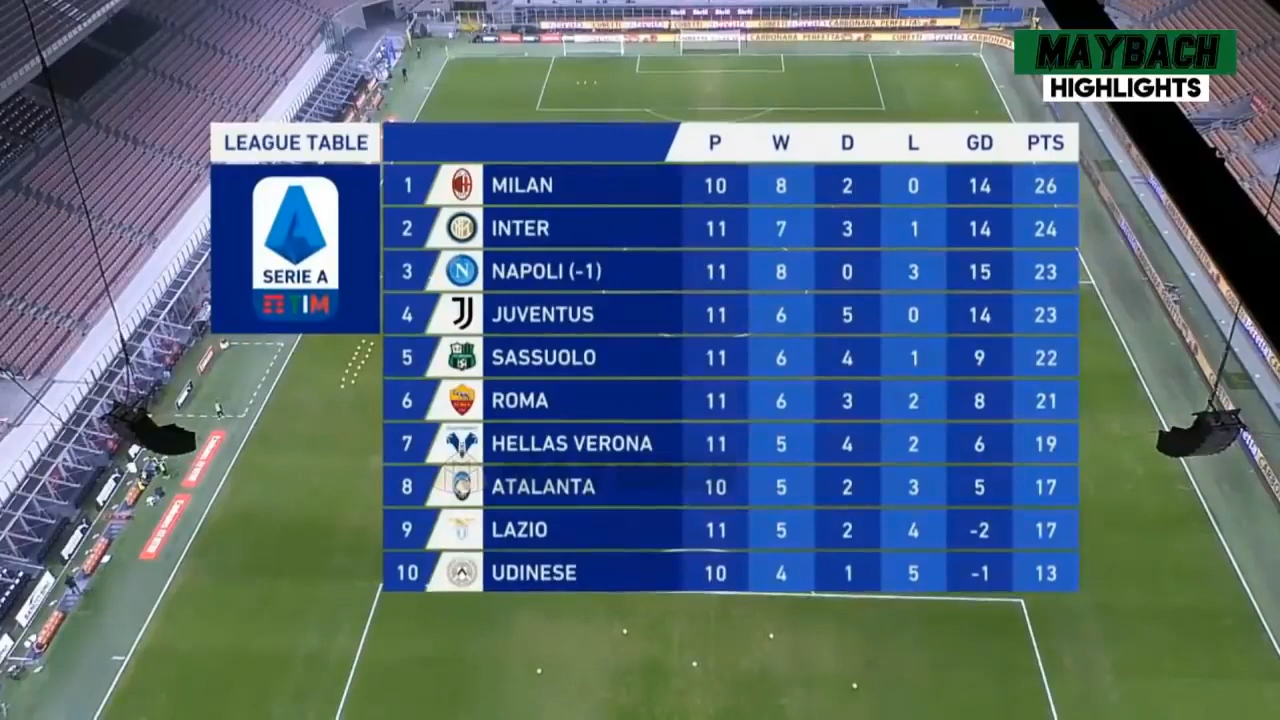 CARBONARA PERFETTA
MAYBACH
HIGHLIGHTS
LEAGUE TABLE P W D L GD PTS
1 MILAN 10 8 2 0 14 26
2 INTER 11 7 3 1 14 24
3 NAPOLI (-1) 11 8 0 3 15 23
4 JUVENTUS 11 6 5 0 14 23
5 SASSUOLO 11 6 4 1 9 22
6 ROMA 11 6 3 2 8 21
7 HELLAS VERONA 11 5 4 2 6 19
8 ATALANTA 10 5 2 3 5 17
9 LAZIO 11 5 2 4 -2 17
10 UDINESE 10 4 1 5 -1 13
SERIE A
TIM